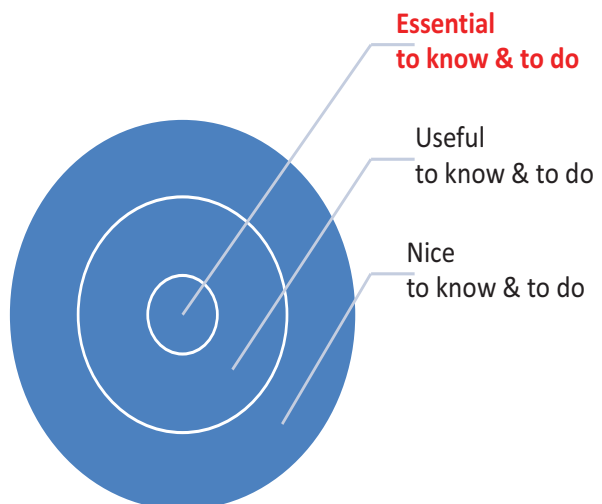 Essential
to know & to do
Useful
to know & to do
Nice
to know & to do